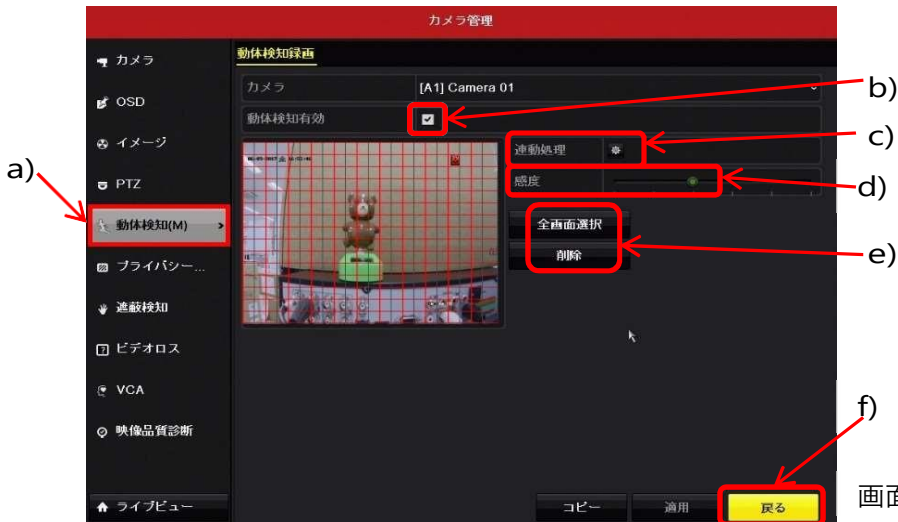 カメラ管理
カメラ
動体検知録画
カメラ
[A1] Camera 01
b)
OSD
動体検知有効
c)
イメージ
連動処理
a)
PTZ
感度
d)
動体検知(M)
全画面選択
削除
e)
プライバシー...
遮蔽検知
ビデオロス
VCA
映像品質診断
f)
ライブビュー
コピー
適用
戻る
画面